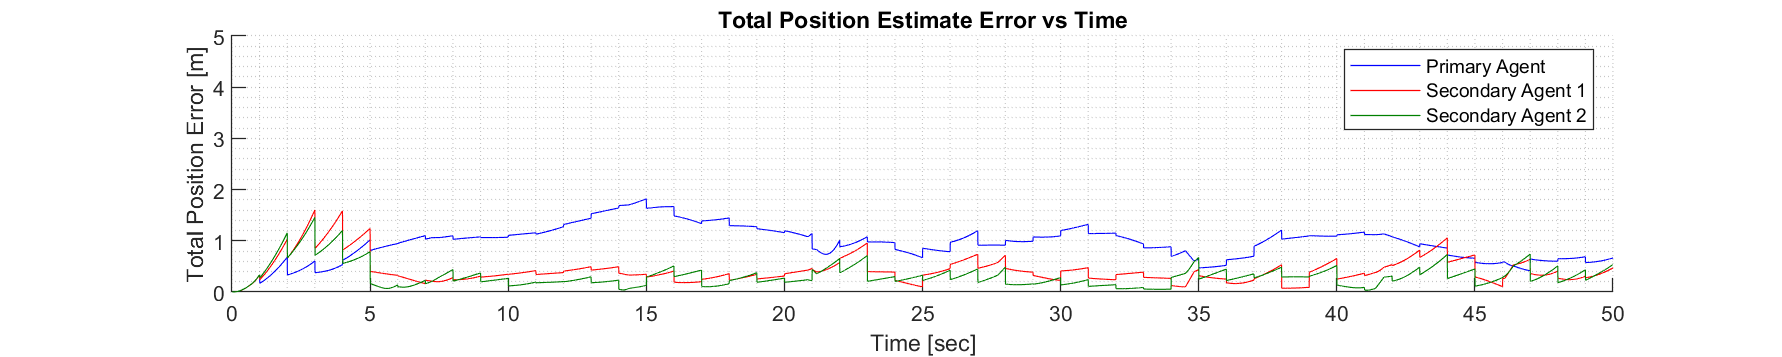 Total Position Estimate Error vs Time
Total Position Error [m]
5
4
3
2
1
0
Primary Agent
Secondary Agent 1
Secondary Agent 2
0 5 10 15 20 25 30 35 40 45 50
Time [sec]